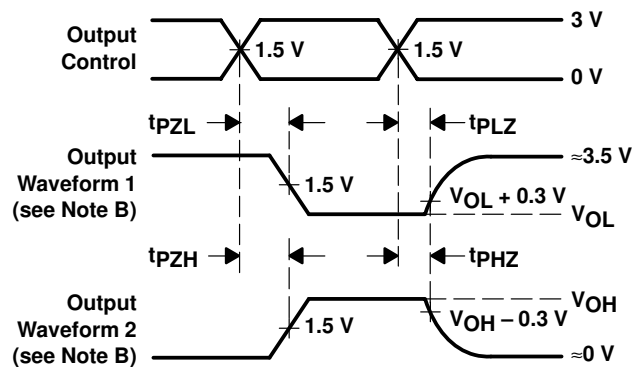 3 V
Output
Control
1.5 V
1.5 V
0 V
tPZL
tPLZ
Output
Waveform 1
(see Note B)
≈3.5 V
1.5 V
VOL + 0.3 V
VOL
tPZH
tPHZ
Output
Waveform 2
(see Note B)
VOH
1.5 V
VOH – 0.3 V
≈0 V